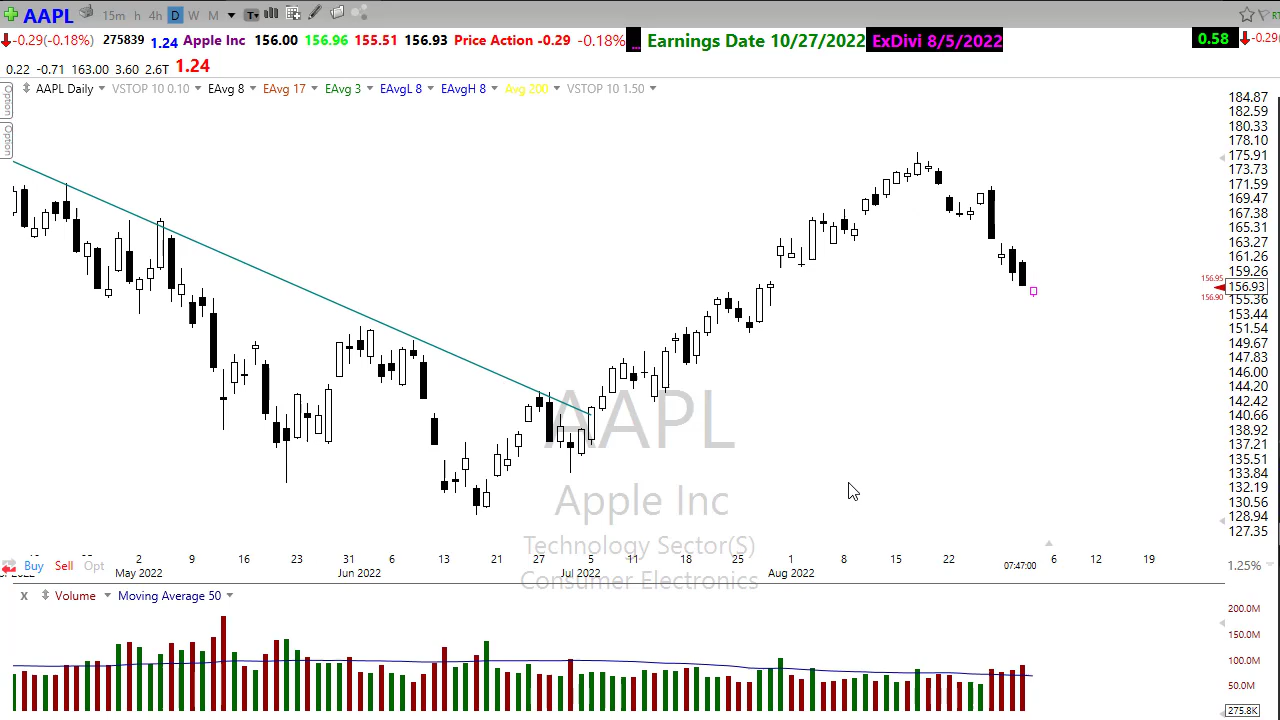 AAPL 15m h 4h D W M T RT
-0.29(-0.18%) 275839 1.24 Apple Inc 156.00 156.96 155.51 156.93 Price Action -0.29 -0.18% ... Earnings Date 10/27/2022 ExDivi 8/5/2022 0.58 -0.29
0.22 -0.71 163.00 3.60 2.6T 1.24
AAPL Daily VSTOP 10 0.10 EAvg 8 EAvg 17 EAvg 3 EAvgL 8 EAvgH 8 Avg 200 VSTOP 10 1.50
Option
Option
184.87
182.59
180.33
178.10
175.91
173.73
171.59
169.47
167.38
165.31
163.27
161.26
159.26
156.95
156.93
156.90
155.36
153.44
151.54
149.67
147.83
146.00
144.20
142.42
140.66
138.92
137.21
135.51
133.84
132.19
130.56
128.94
127.35
AAPL
Apple Inc
Technology Sector(S)
Consumer Electronics
2 9 16 23 31 6 13 21 27 5 11 18 25 1 8 15 22 07:47:00 6 12 19
Buy Sell Opt 1.25%
May 2022 Jun 2022 Jul 2022 Aug 2022
X Volume Moving Average 50
200.0M
150.0M
100.0M
50.0M
275.8K